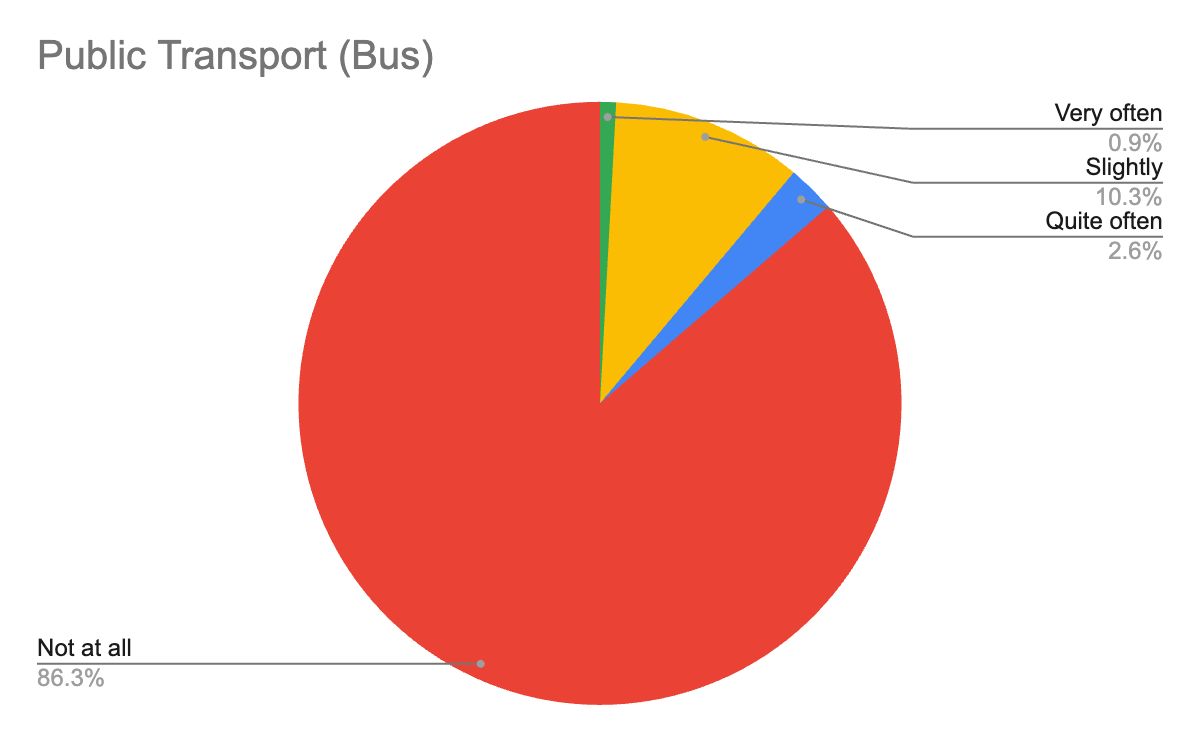 Public Transport (Bus)
Very often
0.9%
Slightly
10.3%
Quite often
2.6%
Not at all
86.3%